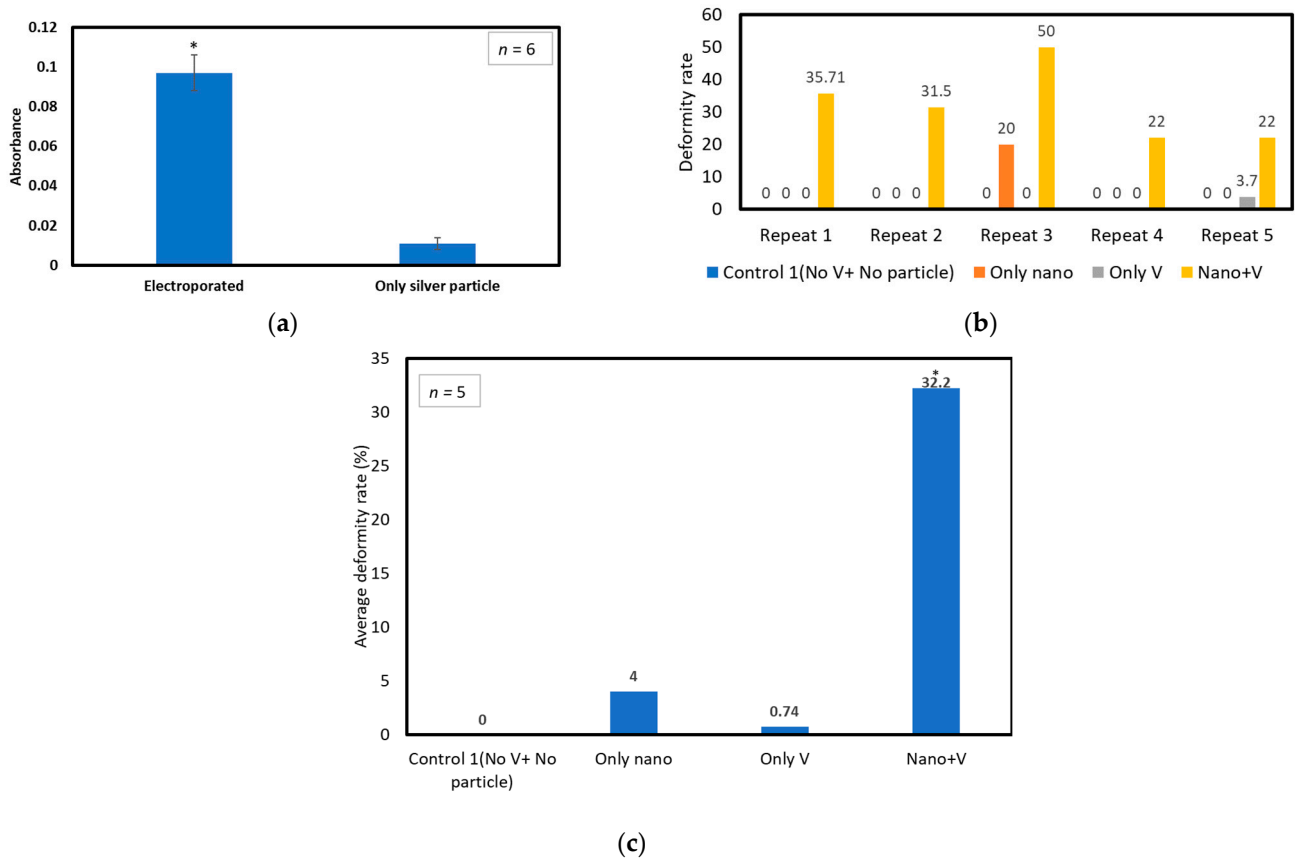 0.12
0.1
0.08
0.06
0.04
0.02
0
Absorbance
*
n = 6
Electroporated
Only silver particle
(a)
60
50
40
30
20
10
0
Deformity rate
0 0 0 35.71
0 0 0 31.5
0 20 0 50
0 0 0 22
0 0 3.7 22
Repeat 1
Repeat 2
Repeat 3
Repeat 4
Repeat 5
Control 1(No V+ No particle)
Only nano
Only V
Nano+V
(b)
35
30
25
20
15
10
5
0
Average deformity rate (%)
n = 5
0
4
0.74
*
32.2
Control 1(No V+ No
particle)
Only nano
Only V
Nano+V
(c)